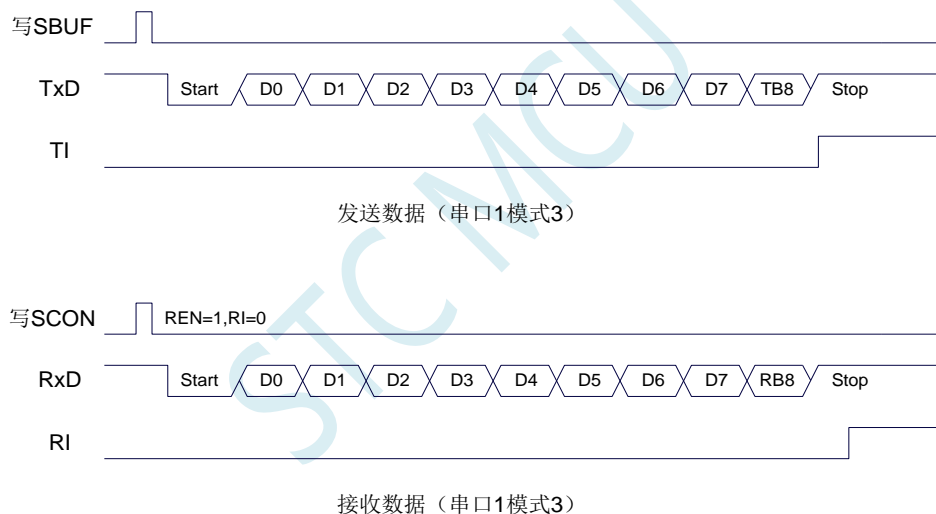 写SBUF
TxD Start D0 D1 D2 D3 D4 D5 D6 D7 TB8 Stop
TI
发送数据（串口1模式3）
写SCON REN=1,RI=0
RxD Start D0 D1 D2 D3 D4 D5 D6 D7 RB8 Stop
RI
接收数据（串口1模式3）
STC MCU